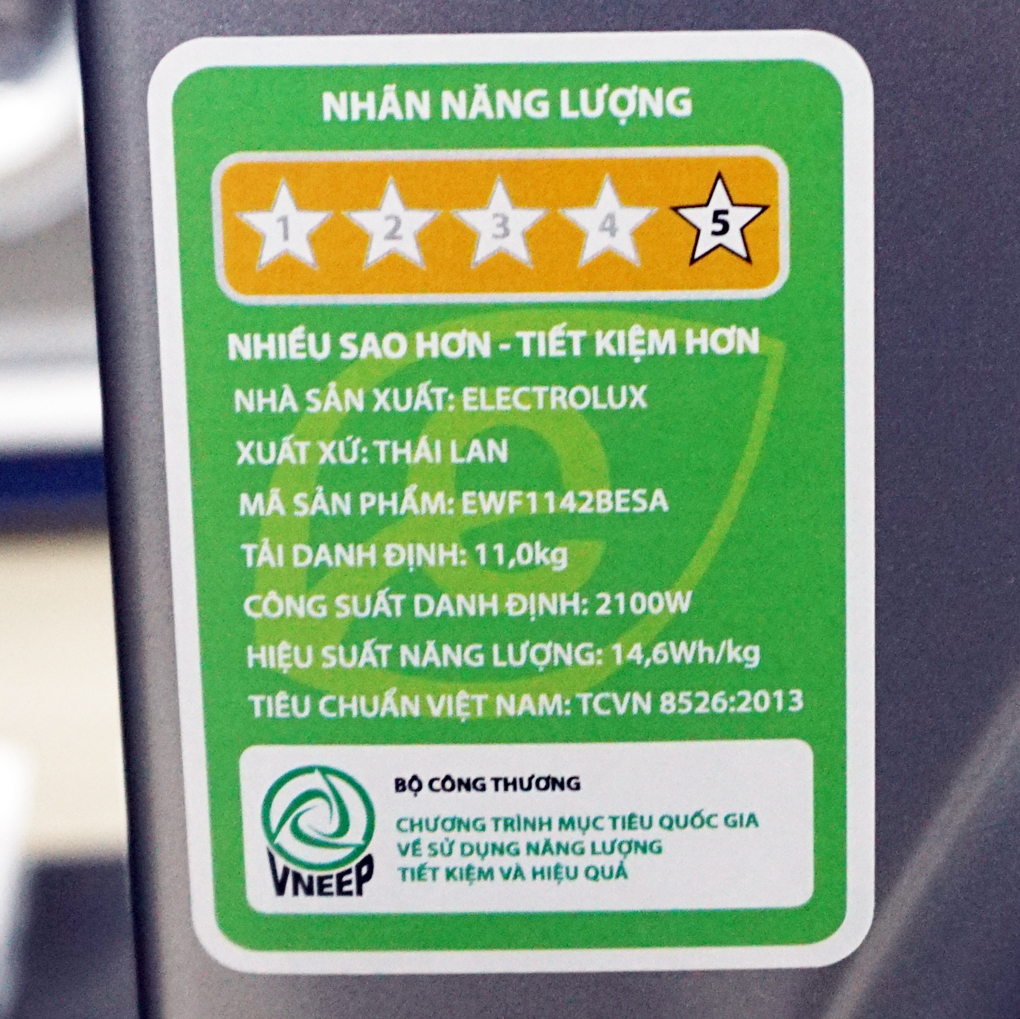 NHÃN NĂNG LƯỢNG
1 2 3 4 5
NHIỀU SAO HƠN - TIẾT KIỆM HƠN
NHÀ SẢN XUẤT: ELECTROLUX
XUẤT XỨ: THÁI LAN
MÃ SẢN PHẨM: EWF1142BESA
TẢI DANH ĐỊNH: 11,0kg
CÔNG SUẤT DANH ĐỊNH: 2100W
HIỆU SUẤT NĂNG LƯỢNG: 14,6Wh/kg
TIÊU CHUẨN VIỆT NAM: TCVN 8526:2013
BỘ CÔNG THƯƠNG
CHƯƠNG TRÌNH MỤC TIÊU QUỐC GIA
VỀ SỬ DỤNG NĂNG LƯỢNG
TIẾT KIỆM VÀ HIỆU QUẢ
VNEEP